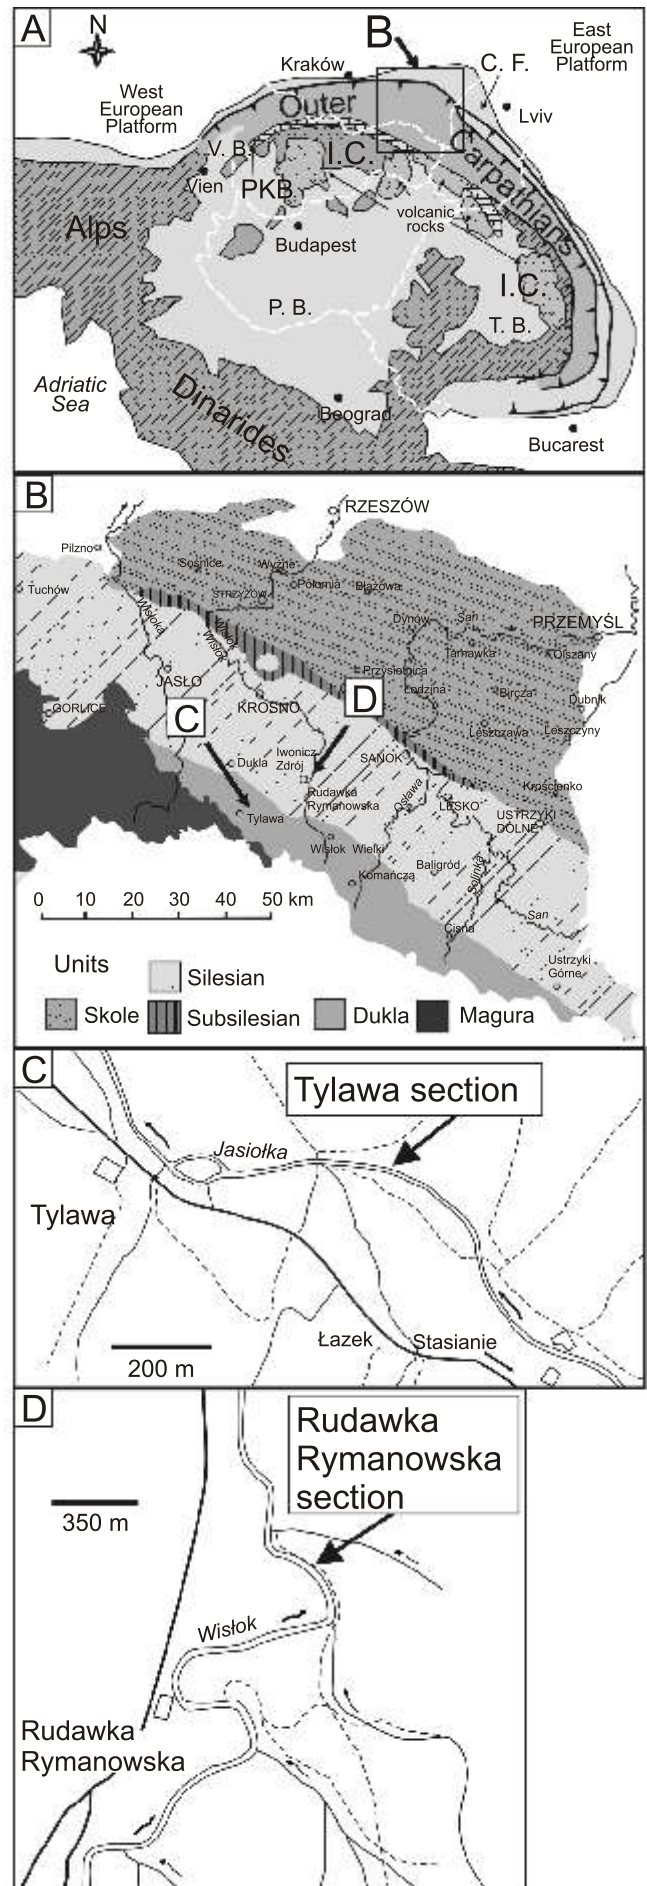 A
N
B
East
European
Platform
Kraków
C. F.
West
European
Platform
Outer
Lviv
Carpathians
V. B.
I.C.
Vien
PKB.
Alps
volcanic
rocks
Budapest
I.C.
P. B.
T. B.
Adriatic
Sea
Dinarides
Beograd
Bucarest
B
RZESZÓW
Pilzno
Sośnice
Wyżne
Tuchów
STRZYŻÓW
Połomia
Błażowa
Wisłoka
Wisłok
Wisłok
Dynów
San
PRZEMYŚL
Tarnawka
Olszany
JASŁO
Przysietnica
Łodzina
Bircza
Dubnik
GORLICE
C
KROSNO
D
Leszczawa
Leszczyny
Dukla
Iwonicz
Zdrój
SANOK
Krościenko
Rudawka
Rymanowska
Osława
LESKO
USTRZYKI
DOLNE
Tylawa
Wisłok Wielki
Baligród
Solinka
Komańcza
San
0 10 20 30 40 50 km
Cisna
Ustrzyki
Górne
Units
Silesian
Skole
Subsilesian
Dukla
Magura
C
Tylawa section
Jasiołka
Tylawa
Łazek
Stasianie
200 m
D
Rudawka
Rymanowska
section
350 m
Wisłok
Rudawka
Rymanowska